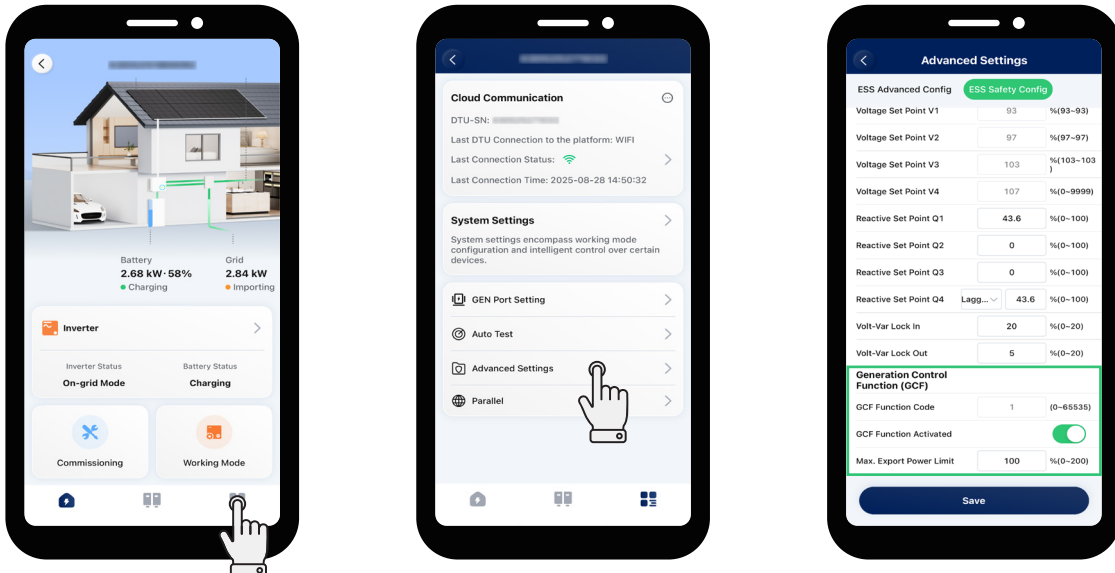 Battery
2.68 kW·58%
Charging
Grid
2.84 kW
Importing
Inverter
Inverter Status
On-grid Mode
Battery Status
Charging
Commissioning
Working Mode
Cloud Communication
DTU-SN:
Last DTU Connection to the platform: WIFI
Last Connection Status:
Last Connection Time: 2025-08-28 14:50:32
System Settings
System settings encompass working mode
configuration and intelligent control over certain
devices.
GEN Port Setting
Auto Test
Advanced Settings
Parallel
Advanced Settings
ESS Advanced Config ESS Safety Config
Voltage Set Point V1 93 %(93~93)
Voltage Set Point V2 97 %(97~97)
Voltage Set Point V3 103 %(103~103
)
Voltage Set Point V4 107 %(0~9999)
Reactive Set Point Q1 43.6 %(0~100)
Reactive Set Point Q2 0 %(0~100)
Reactive Set Point Q3 0 %(0~100)
Reactive Set Point Q4 Lagg... 43.6 %(0~100)
Volt-Var Lock In 20 %(0~20)
Volt-Var Lock Out 5 %(0~20)
Generation Control
Function (GCF)
GCF Function Code 1 (0~65535)
GCF Function Activated
Max. Export Power Limit 100 %(0~200)
Save